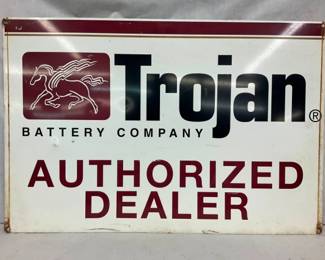 Trojan®
BATTERY COMPANY
AUTHORIZED
DEALER